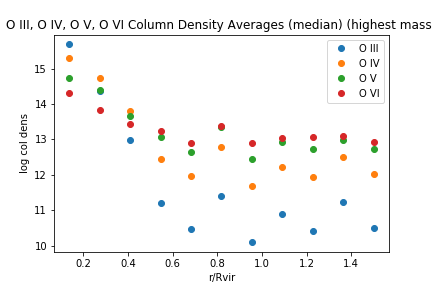 O III, O IV, O V, O VI Column Density Averages (median) (highest mass
15
14
13
12
11
10
log col dens
0.2
0.4
0.6
0.8
1.0
1.2
1.4
r/Rvir
O III
O IV
O V
O VI